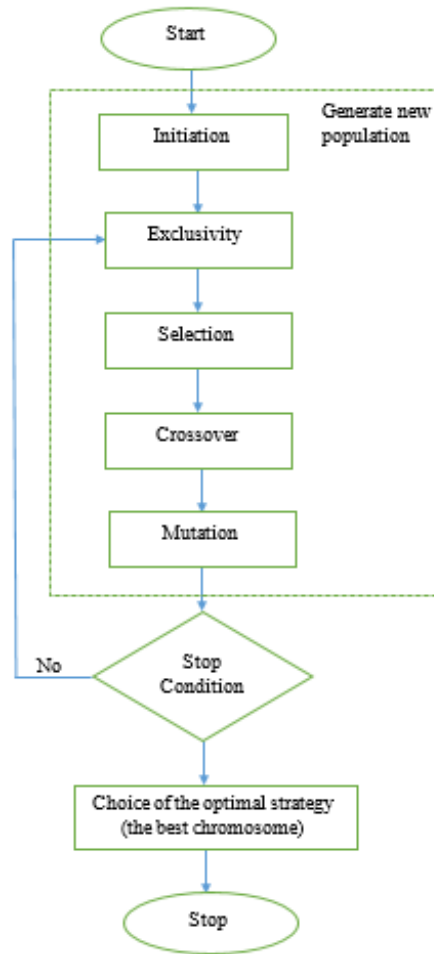 Start
Generate new
population
Initiation
Exclusivity
Selection
Crossover
Mutation
No
Stop
Condition
Choice of the optimal strategy
(the best chromosome)
Stop